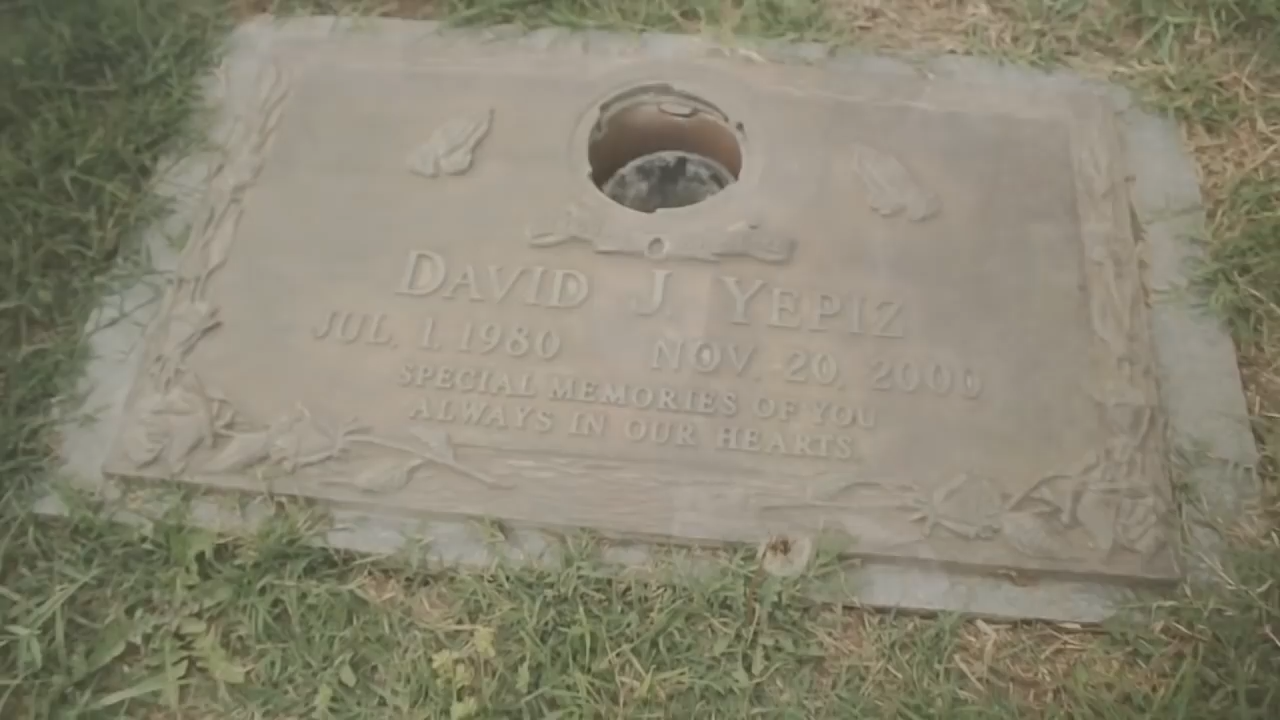 DAVID J. YEPIZ
JUL. 1, 1980 NOV. 20, 2000
SPECIAL MEMORIES OF YOU
ALWAYS IN OUR HEARTS